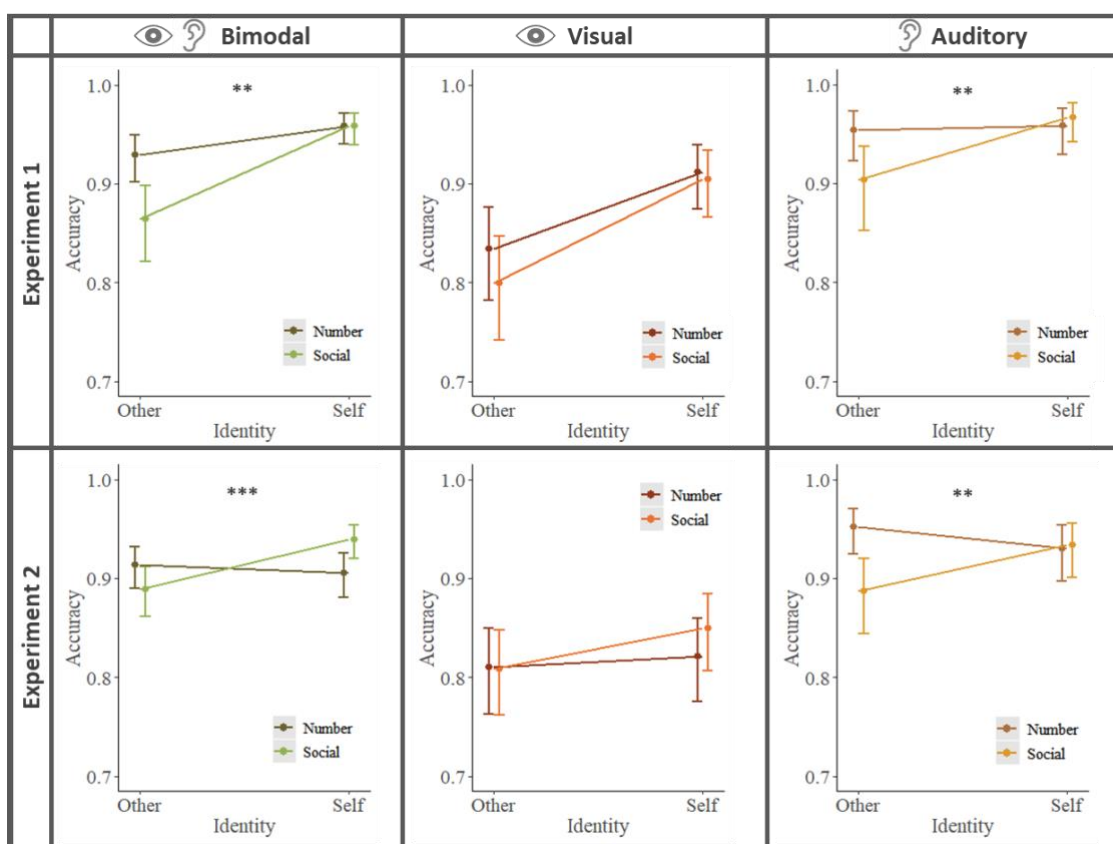 Bimodal
Visual
Auditory
Experiment 1
1.0
0.9
0.8
0.7
Accuracy
**
Number
Social
Other
Self
Identity
1.0
0.9
0.8
0.7
Accuracy
Number
Social
Other
Self
Identity
1.0
0.9
0.8
0.7
Accuracy
**
Number
Social
Other
Self
Identity
Experiment 2
1.0
0.9
0.8
0.7
Accuracy
***
Number
Social
Other
Self
Identity
1.0
0.9
0.8
0.7
Accuracy
Number
Social
Other
Self
Identity
1.0
0.9
0.8
0.7
Accuracy
**
Number
Social
Other
Self
Identity